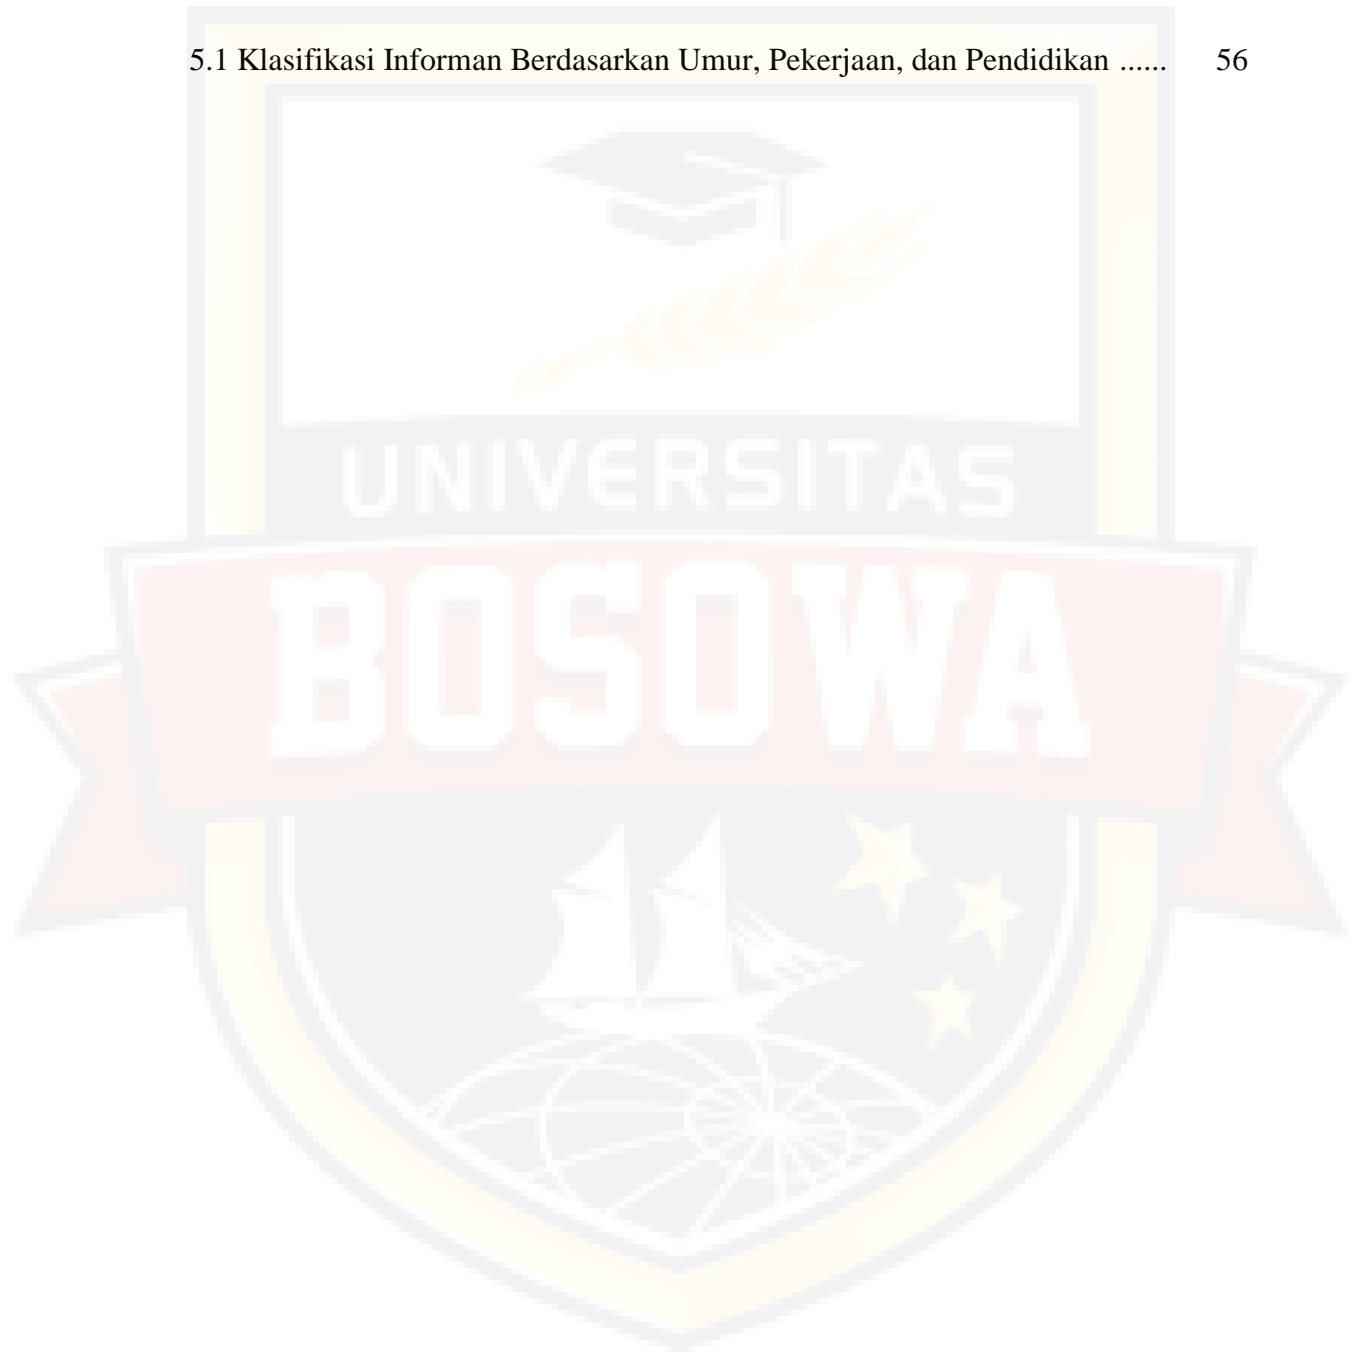 5.1 Klasifikasi Informan Berdasarkan Umur, Pekerjaan, dan Pendidikan ...... 56
UNIVERSITAS
BOSOWA